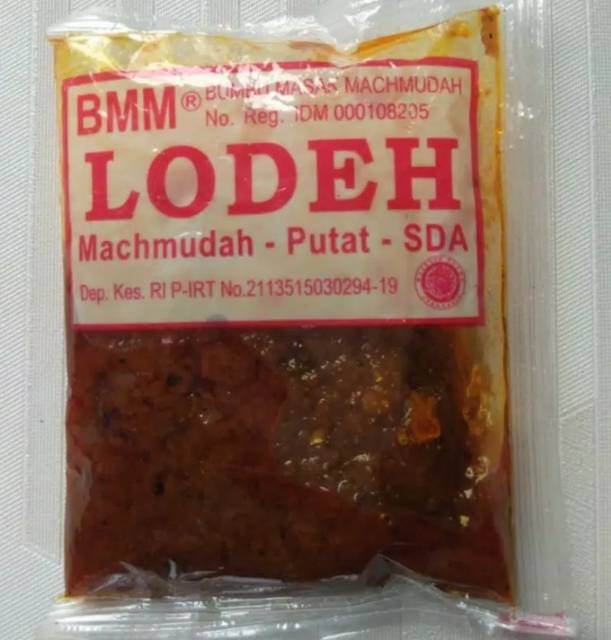 BMM® BUMBU MASAK MACHMUDAH
No. Reg. IDM 000108205
LODEH
Machmudah - Putat - SDA
Dep. Kes. RI P-IRT No.2113515030294-19